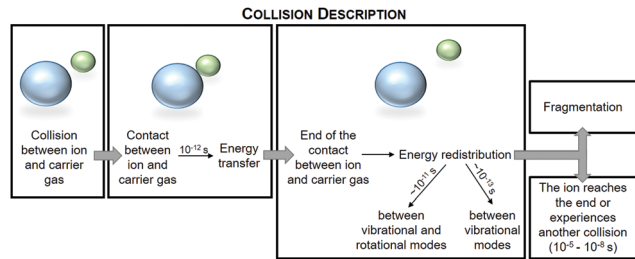 COLLISION DESCRIPTION
Collision
between ion
and carrier
gas
Contact
between
ion and
carrier gas
10⁻¹² s
Energy
transfer
End of the
contact
between ion
and carrier gas
Energy redistribution
~10⁻¹¹ s
~10⁻¹³ s
between
vibrational and
rotational modes
between
vibrational
modes
Fragmentation
The ion reaches
the end or
experiences
another collision
(10⁻⁵ - 10⁻⁸ s)